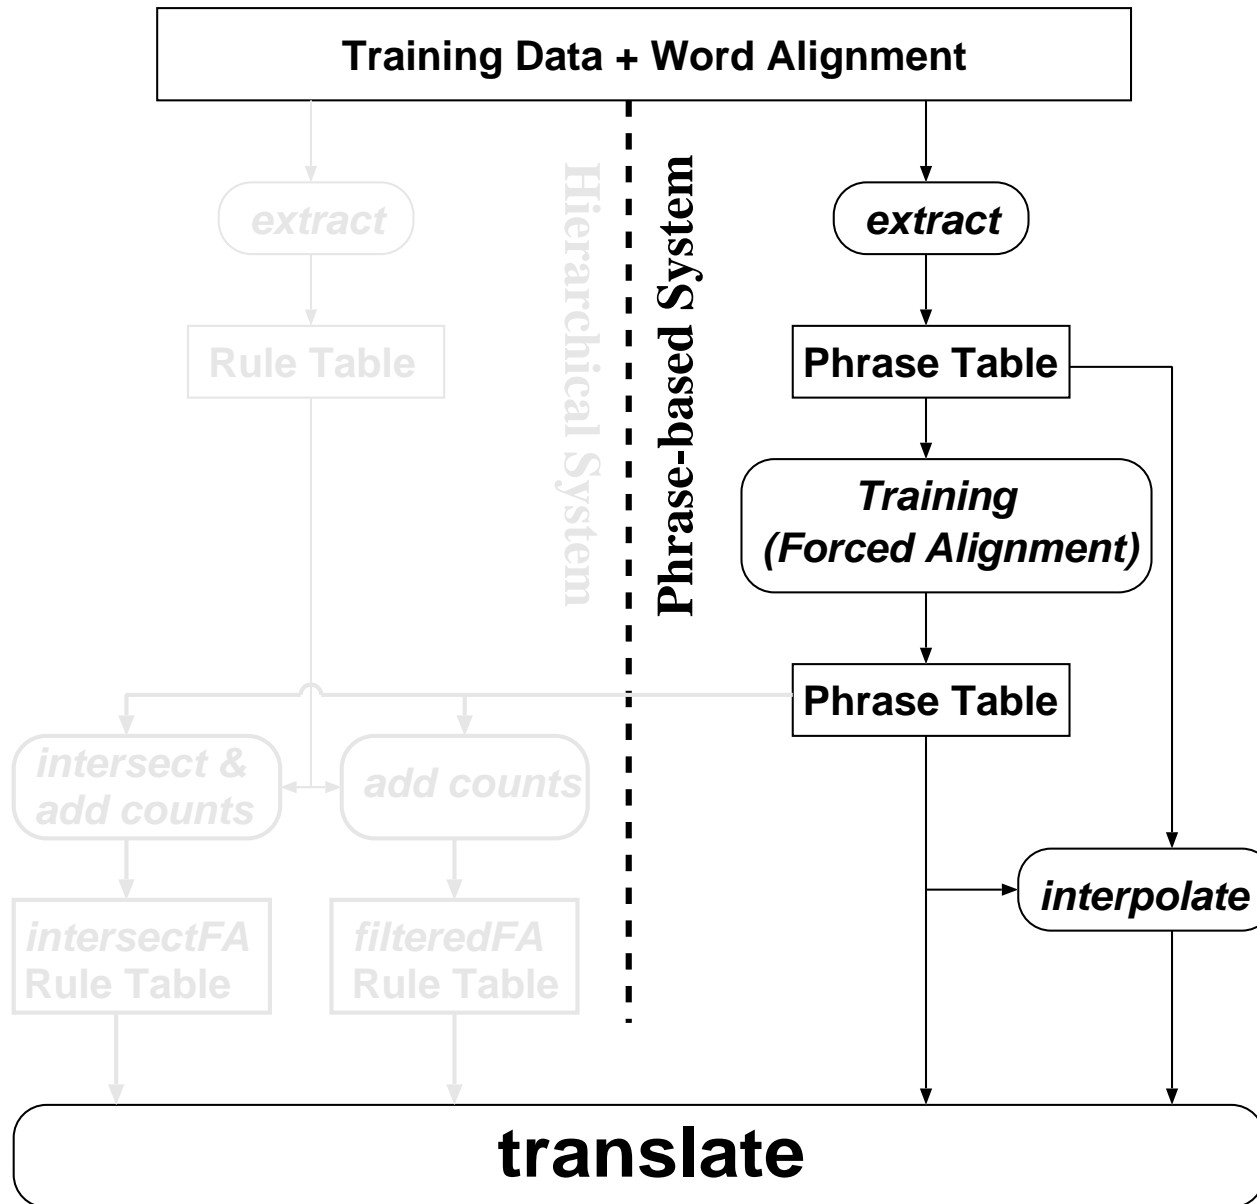 Training Data + Word Alignment
Hierarchical System
Phrase-based System
extract
extract
Rule Table
Phrase Table
Training
(Forced Alignment)
Phrase Table
intersect &
add counts
add counts
interpolate
intersectFA
Rule Table
filteredFA
Rule Table
translate